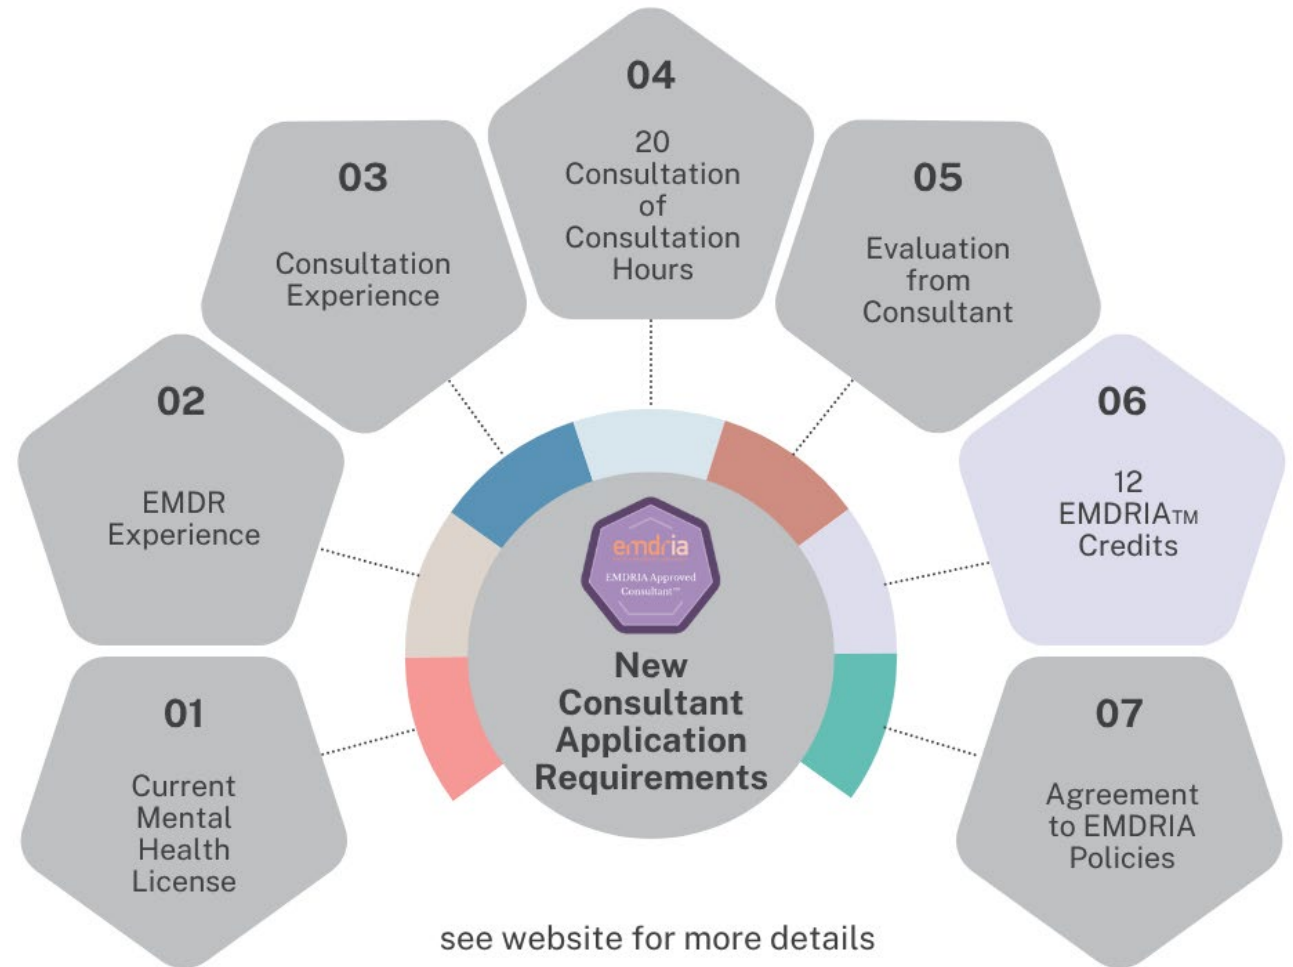 04
20
Consultation
of
Consultation
Hours
03
Consultation
Experience
05
Evaluation
from
Consultant
02
EMDR
Experience
06
12
EMDRIA™
Credits
emdria
EMDRIA Approved
Consultant™
New
Consultant
Application
Requirements
01
Current
Mental
Health
License
07
Agreement
to EMDRIA
Policies
see website for more details